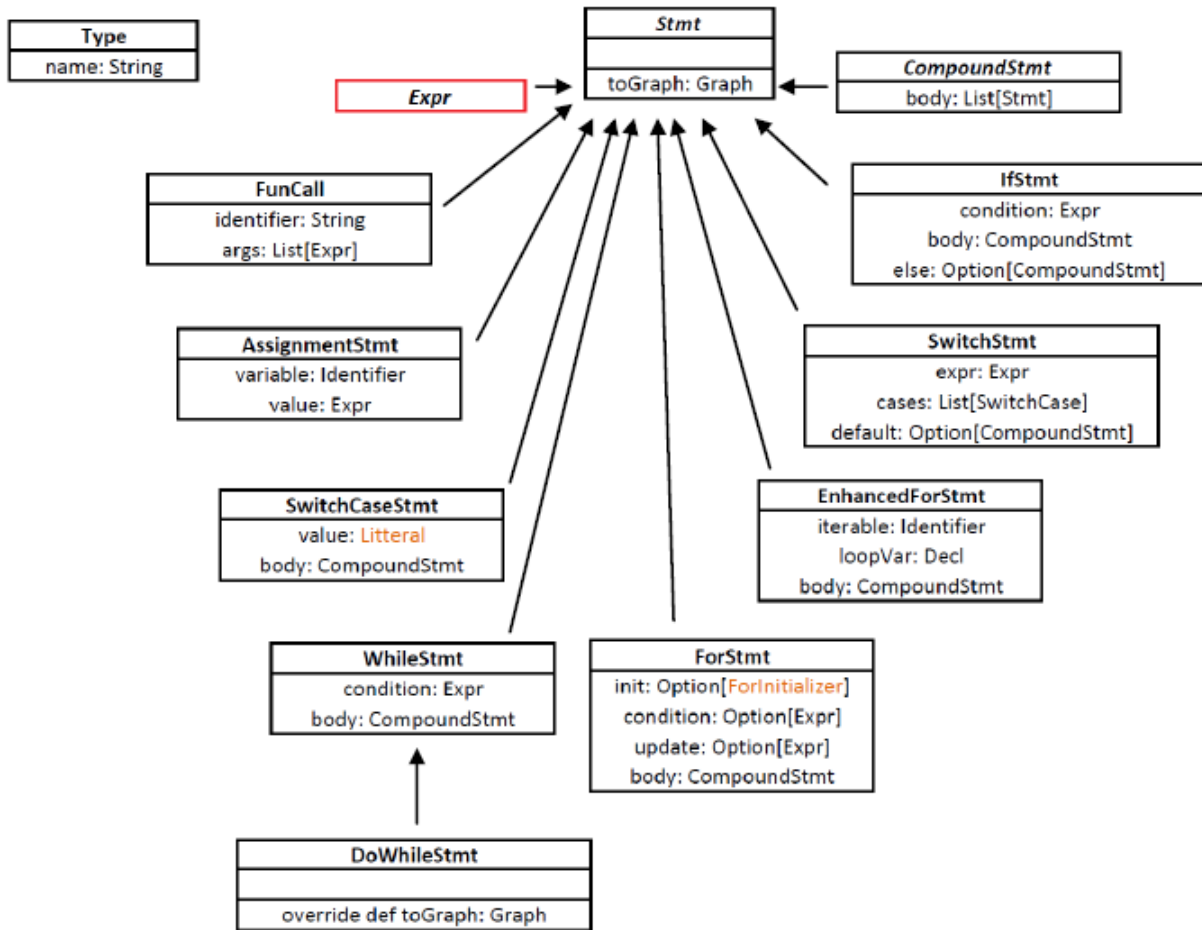 Type
name: String
Stmt
toGraph: Graph
Expr
CompoundStmt
body: List[Stmt]
FunCall
identifier: String
args: List[Expr]
IfStmt
condition: Expr
body: CompoundStmt
else: Option[CompoundStmt]
AssignmentStmt
variable: Identifier
value: Expr
SwitchStmt
expr: Expr
cases: List[SwitchCase]
default: Option[CompoundStmt]
SwitchCaseStmt
value: Litteral
body: CompoundStmt
EnhancedForStmt
iterable: Identifier
loopVar: Decl
body: CompoundStmt
WhileStmt
condition: Expr
body: CompoundStmt
ForStmt
init: Option[ForInitializer]
condition: Option[Expr]
update: Option[Expr]
body: CompoundStmt
DoWhileStmt
override def toGraph: Graph